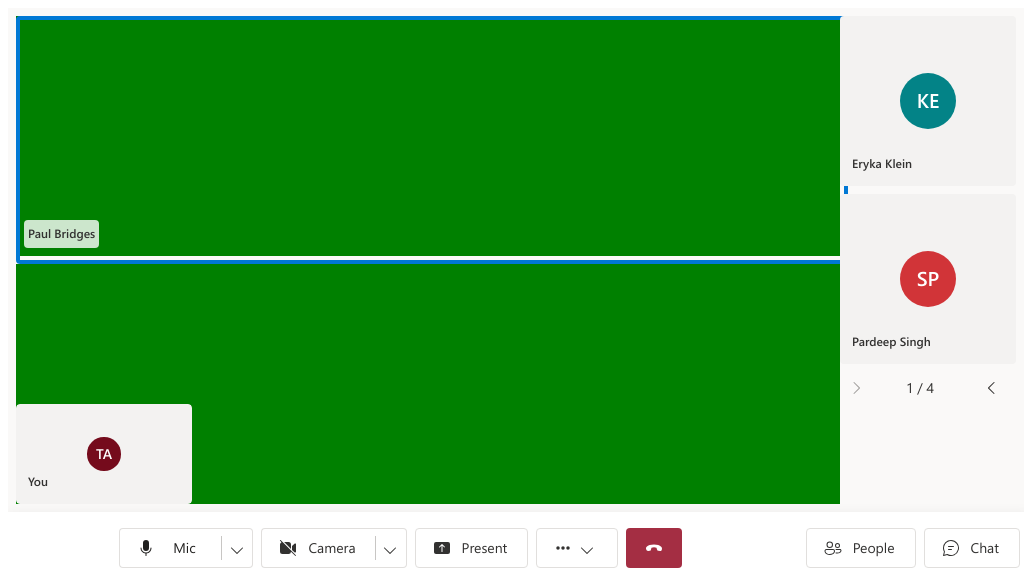 KE
Eryka Klein
Paul Bridges
SP
Pardeep Singh
1 / 4
TA
You
Mic
Camera
Present
People
Chat